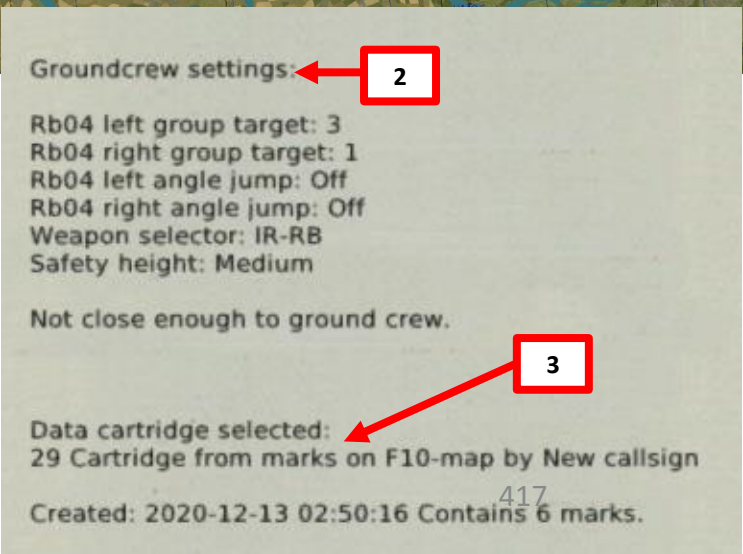 Groundcrew settings:
2
Rb04 left group target: 3
Rb04 right group target: 1
Rb04 left angle jump: Off
Rb04 right angle jump: Off
Weapon selector: IR-RB
Safety height: Medium
Not close enough to ground crew.
3
Data cartridge selected:
29 Cartridge from marks on F10-map by New callsign
417
Created: 2020-12-13 02:50:16 Contains 6 marks.